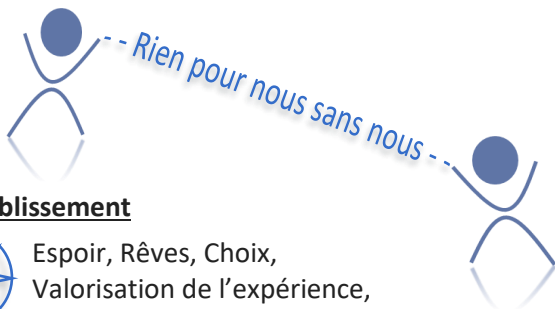 - - Rien pour nous sans nous - -
blissement
Espoir, Rêves, Choix,
Valorisation de l’expérience,